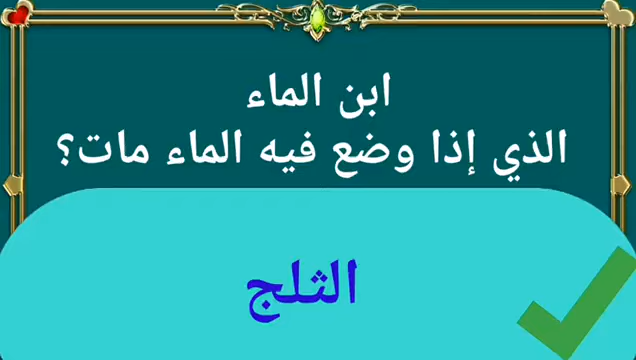 ابن الماء
الذي إذا وضع فيه الماء مات؟
الثلج